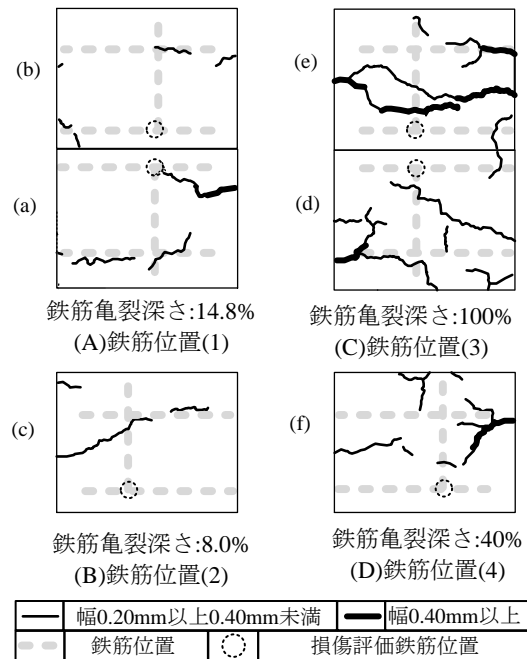 (b)
(a)
鉄筋亀裂深さ:14.8%
(A)鉄筋位置(1)
(e)
(d)
鉄筋亀裂深さ:100%
(C)鉄筋位置(3)
(c)
鉄筋亀裂深さ:8.0%
(B)鉄筋位置(2)
(f)
鉄筋亀裂深さ:40%
(D)鉄筋位置(4)
幅0.20mm以上0.40mm未満
幅0.40mm以上
鉄筋位置
損傷評価鉄筋位置